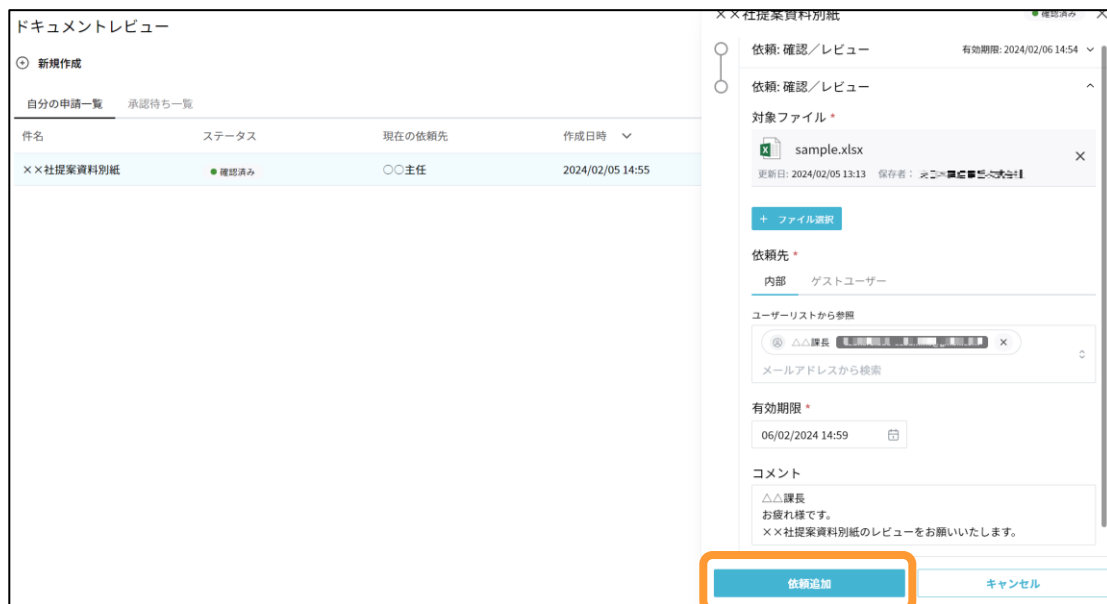 ドキュメントレビュー
新規作成
自分の申請一覧 承認待ち一覧
件名 ステータス 現在の依頼先 作成日時
××社提案資料別紙 確認済み ○○主任 2024/02/05 14:55
××社提案資料別紙 確認済み
依頼: 確認／レビュー 有効期限: 2024/02/06 14:54
依頼: 確認／レビュー
対象ファイル *
sample.xlsx
更新日: 2024/02/05 13:13 保存者：
+ ファイル選択
依頼先 *
内部 ゲストユーザー
ユーザーリストから参照
△△課長
メールアドレスから検索
有効期限 *
06/02/2024 14:59
コメント
△△課長
お疲れ様です。
××社提案資料別紙のレビューをお願いいたします。
依頼追加 キャンセル